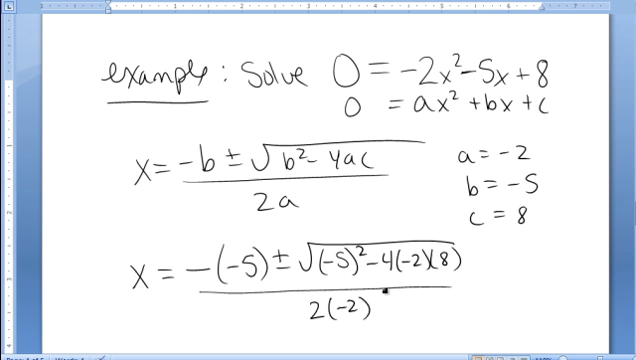 example: Solve 0 = -2x² - 5x + 8
0 = ax² + bx + c
x = (-b ± √(b² - 4ac)) / 2a
a = -2
b = -5
c = 8
x = (-(-5) ± √((-5)² - 4(-2)(8))) / 2(-2)